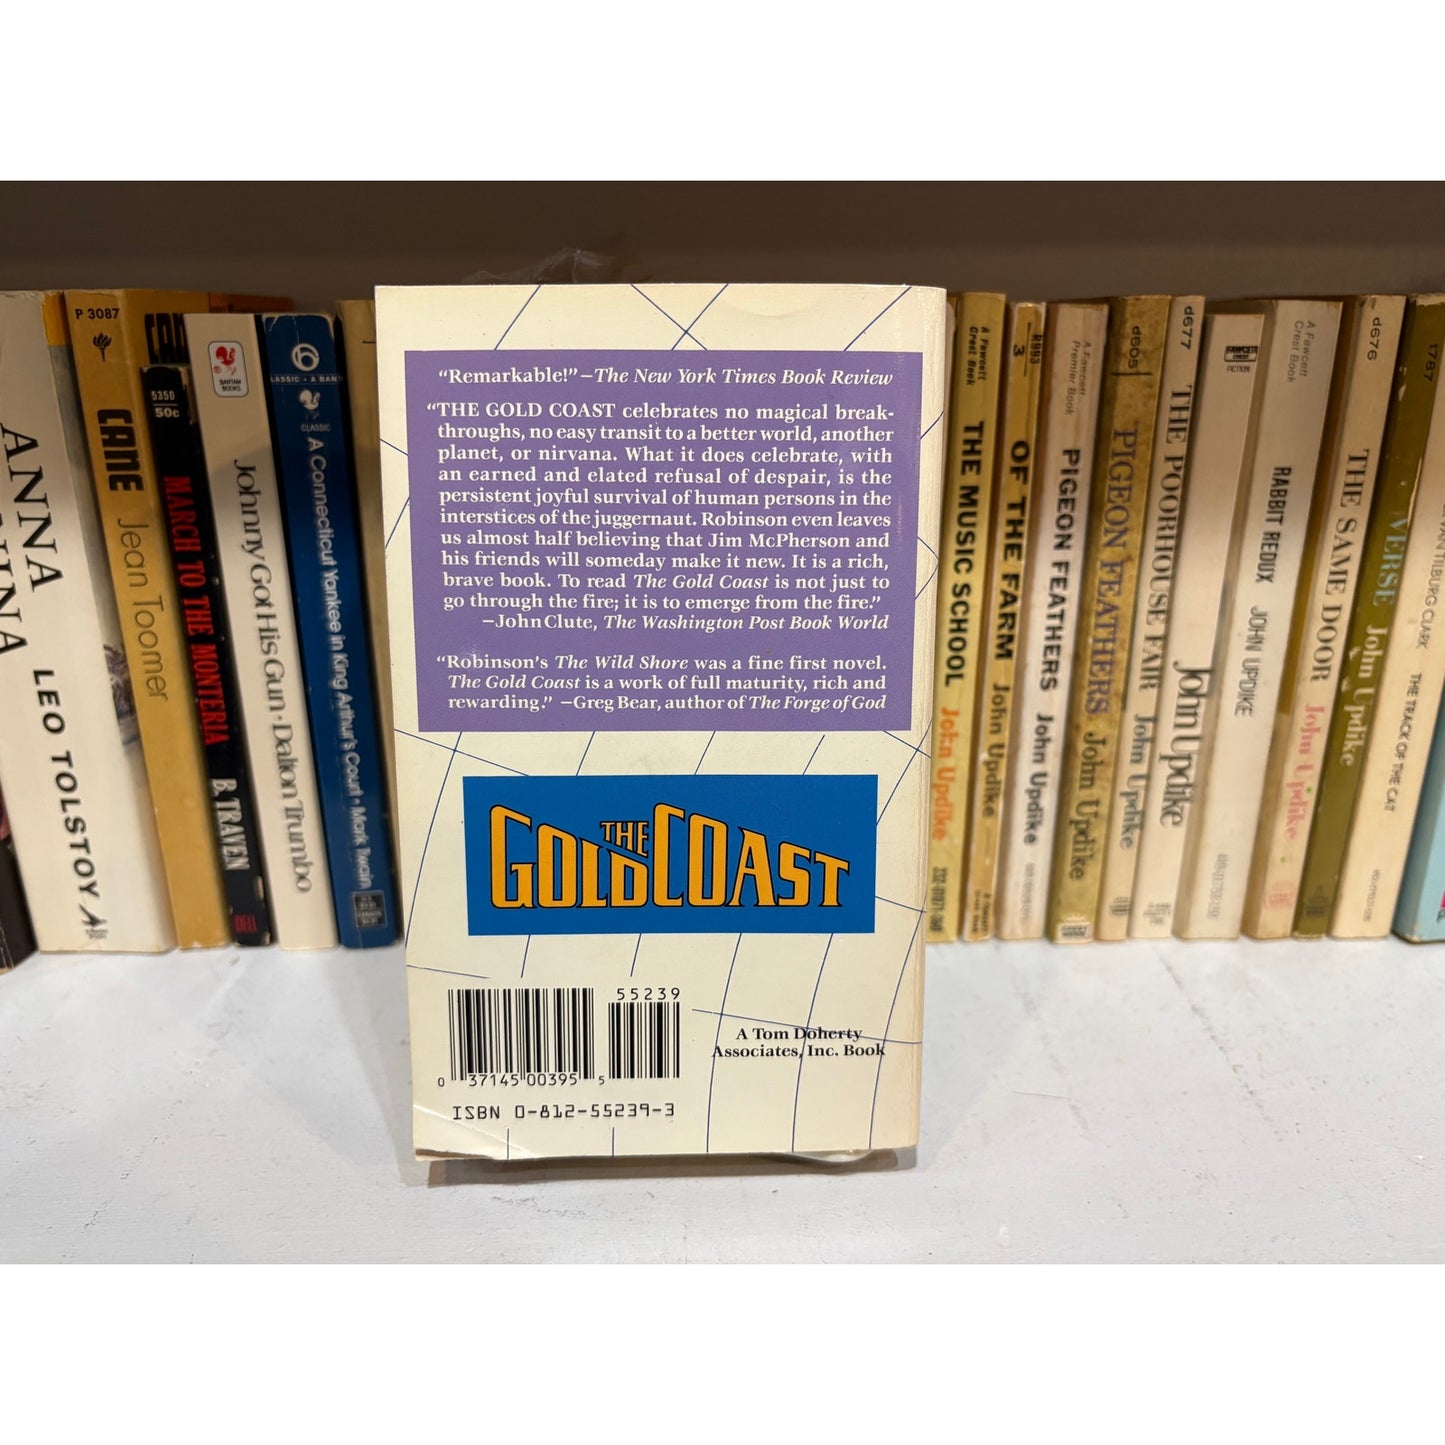 ANNA
LEO TOLSTOY
P 3087
CANE
Jean Toomer
5350
50c
MARCH TO THE MONTERIA
B. TRAVEN
DELL
BANTAM
BOOKS
Johnny Got His Gun • Dalton Trumbo
CLASSIC • A BAN
CLASSIC
A Connecticut Yankee in King Arthur's Court • Mark Twain
“Remarkable!”—The New York Times Book Review
“THE GOLD COAST celebrates no magical break-
throughs, no easy transit to a better world, another
planet, or nirvana. What it does celebrate, with
an earned and elated refusal of despair, is the
persistent joyful survival of human persons in the
interstices of the juggernaut. Robinson even leaves
us almost half believing that Jim McPherson and
his friends will someday make it new. It is a rich,
brave book. To read The Gold Coast is not just to
go through the fire; it is to emerge from the fire.”
—John Clute, The Washington Post Book World
“Robinson's The Wild Shore was a fine first novel.
The Gold Coast is a work of full maturity, rich and
rewarding.” —Greg Bear, author of The Forge of God
THE
GOLD COAST
55239
0 37145 00395 5
ISBN 0-812-55239-3
A Tom Doherty
Associates, Inc. Book
A Fawcett
Crest Book
THE MUSIC SCHOOL
John Updike
R993
3
OF THE FARM
John Updike
A Fawcett
Premier Book
PIGEON FEATHERS
John Updike
d605
PIGEON FEATHERS
John Updike
d677
THE POORHOUSE FAIR
John Updike
FAWCETT
CREST
FICTION
John Updike
A Fawcett
Crest Book
RABBIT REDUX
JOHN UPDIKE
d676
THE SAME DOOR
John Updike
t787
VERSE
John Updike
VAN TILBURG CLARK
THE TRACK OF THE CAT